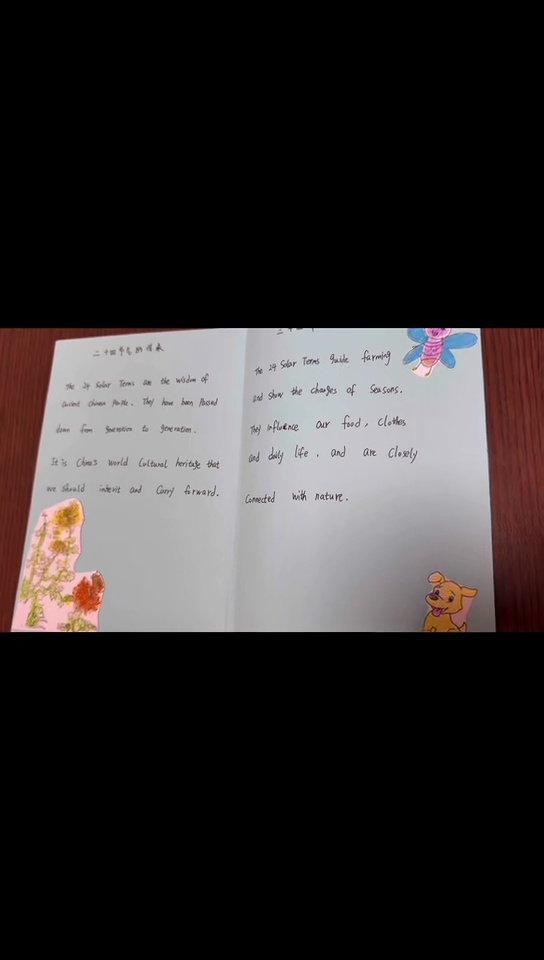 二十四节气的传承
The 24 Solar Terms are the wisdom of
ancient chinese people. They have been passed
down from generation to generation.
It is China's world Cultural heritage that
we should inherit and Carry forward.
二十四
The 24 Solar Terms guide farming
and show the changes of Seasons.
They influence our food, clothes
and daily life, and are closely
Connected with nature.